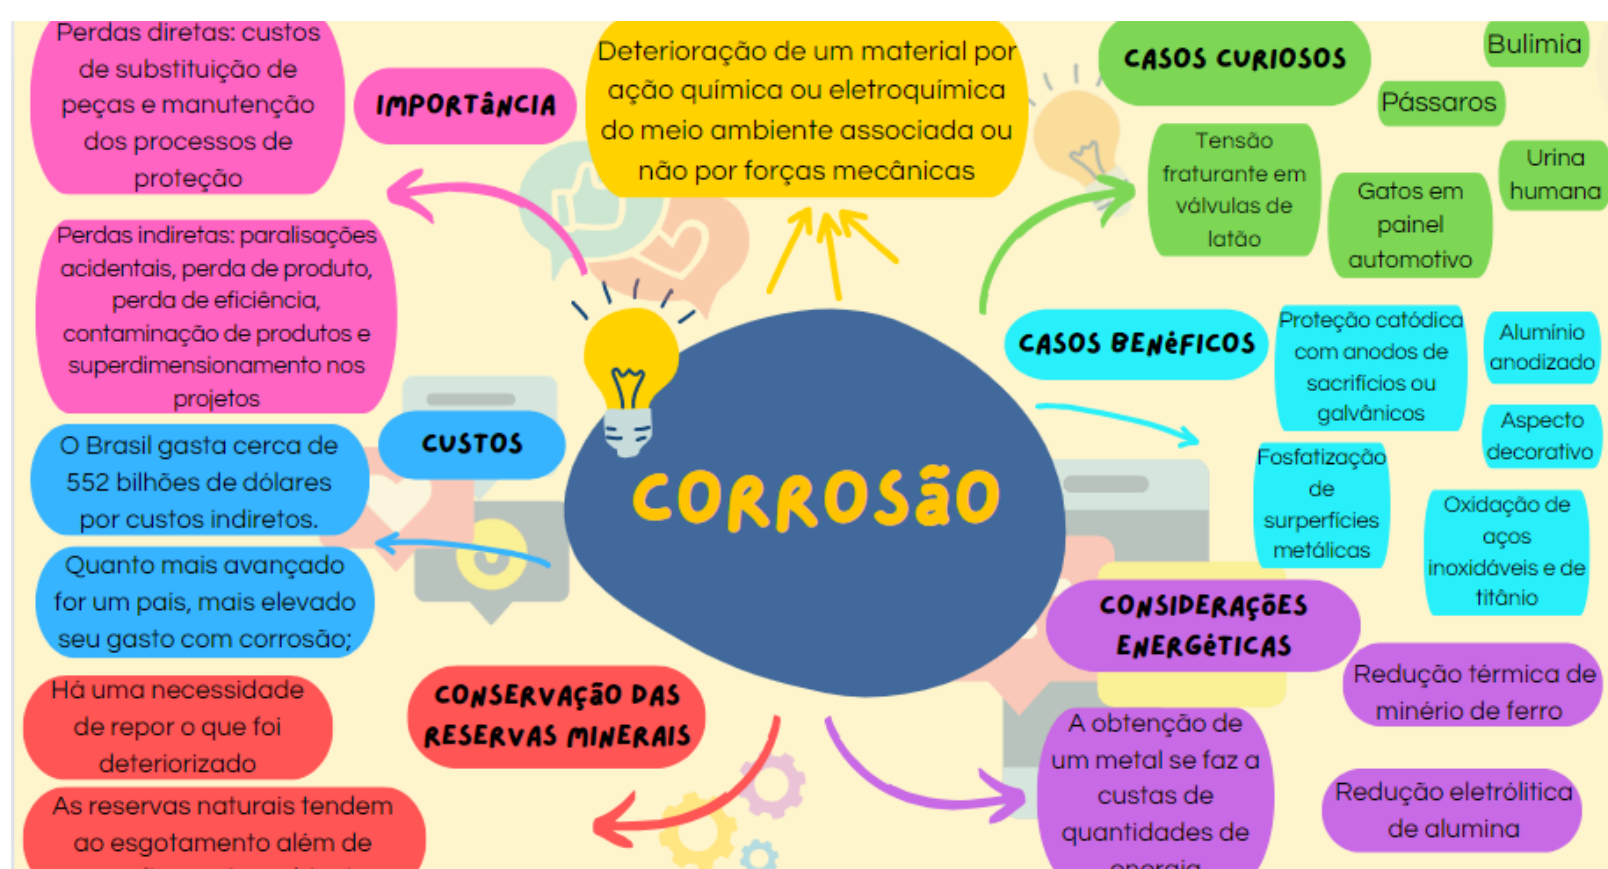 Perdas diretas: custos
de substituição de
peças e manutenção
dos processos de
proteção
IMPORTÂNCIA
Perdas indiretas: paralisações
acidentais, perda de produto,
perda de eficiência,
contaminação de produtos e
superdimensionamento nos
projetos
Deterioração de um material por
ação química ou eletroquímica
do meio ambiente associada ou
não por forças mecânicas
CASOS CURIOSOS
Bulimia
Pássaros
Tensão
fraturante em
válvulas de
latão
Gatos em
painel
automotivo
Urina
humana
CASOS BENÉFICOS
Proteção catódica
com anodos de
sacrifícios ou
galvânicos
Alumínio
anodizado
Aspecto
decorativo
Fosfatização
de
surperfícies
metálicas
Oxidação de
aços
inoxidáveis e de
titânio
CUSTOS
O Brasil gasta cerca de
552 bilhões de dólares
por custos indiretos.
Quanto mais avançado
for um país, mais elevado
seu gasto com corrosão;
CORROSÃO
CONSERVAÇÃO DAS
RESERVAS MINERAIS
Há uma necessidade
de repor o que foi
deteriorizado
As reservas naturais tendem
ao esgotamento além de
CONSIDERAÇÕES
ENERGÉTICAS
A obtenção de
um metal se faz a
custas de
quantidades de
energia
Redução térmica de
minério de ferro
Redução eletrólitica
de alumina